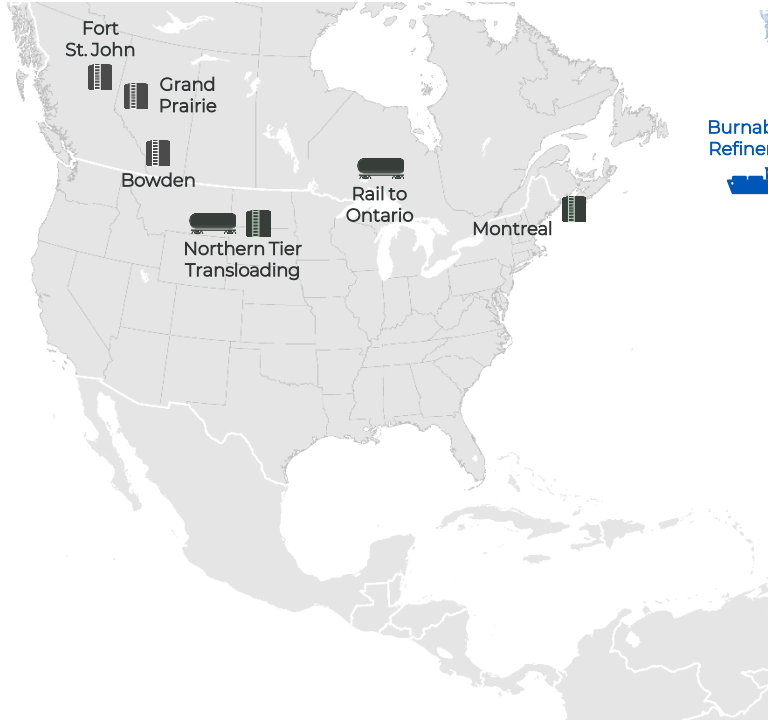 Fort
St. John
Grand
Prairie
Bowden
Rail to
Ontario
Montreal
Northern Tier
Transloading